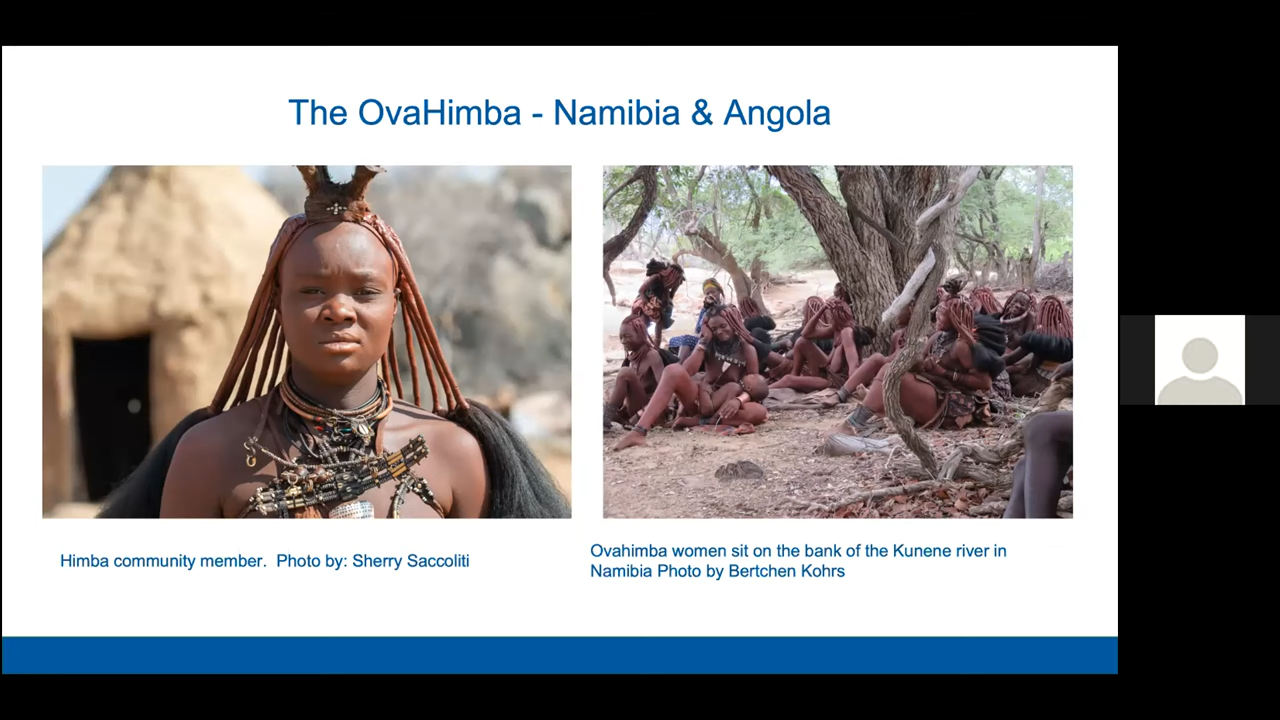 The OvaHimba - Namibia & Angola
Himba community member.  Photo by: Sherry Saccoliti
Ovahimba women sit on the bank of the Kunene river in
Namibia Photo by Bertchen Kohrs